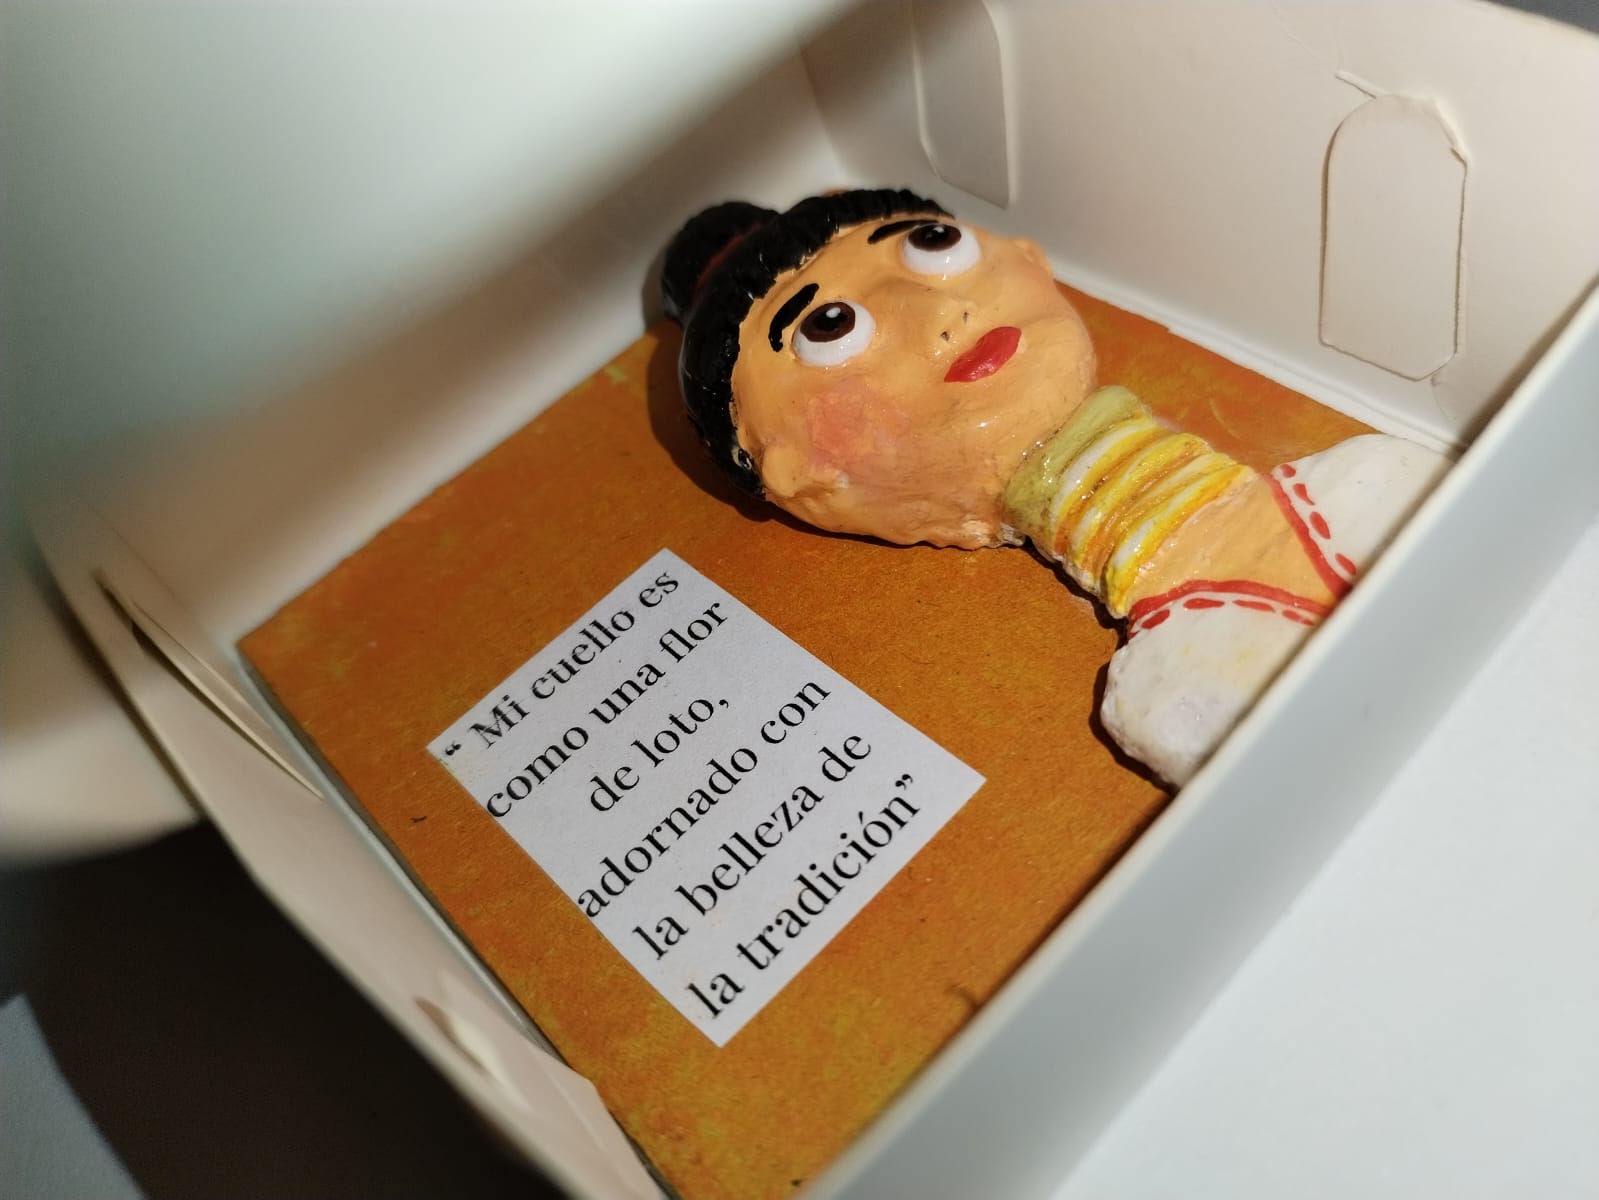 “ Mi cuello es
como una flor
de loto,
adornado con
la belleza de
la tradición”